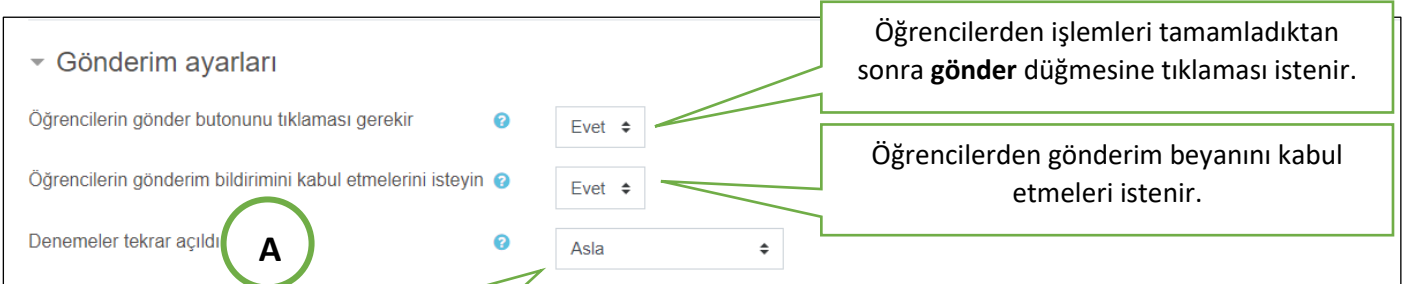 Gönderim ayarları
Öğrencilerden işlemleri tamamladıktan
sonra gönder düğmesine tıklaması istenir.
Öğrencilerin gönder butonunu tıklaması gerekir
Evet
Öğrencilerden gönderim beyanını kabul
etmeleri istenir.
Öğrencilerin gönderim bildirimini kabul etmelerini isteyin
Evet
Denemeler tekrar açıldı
A
Asla